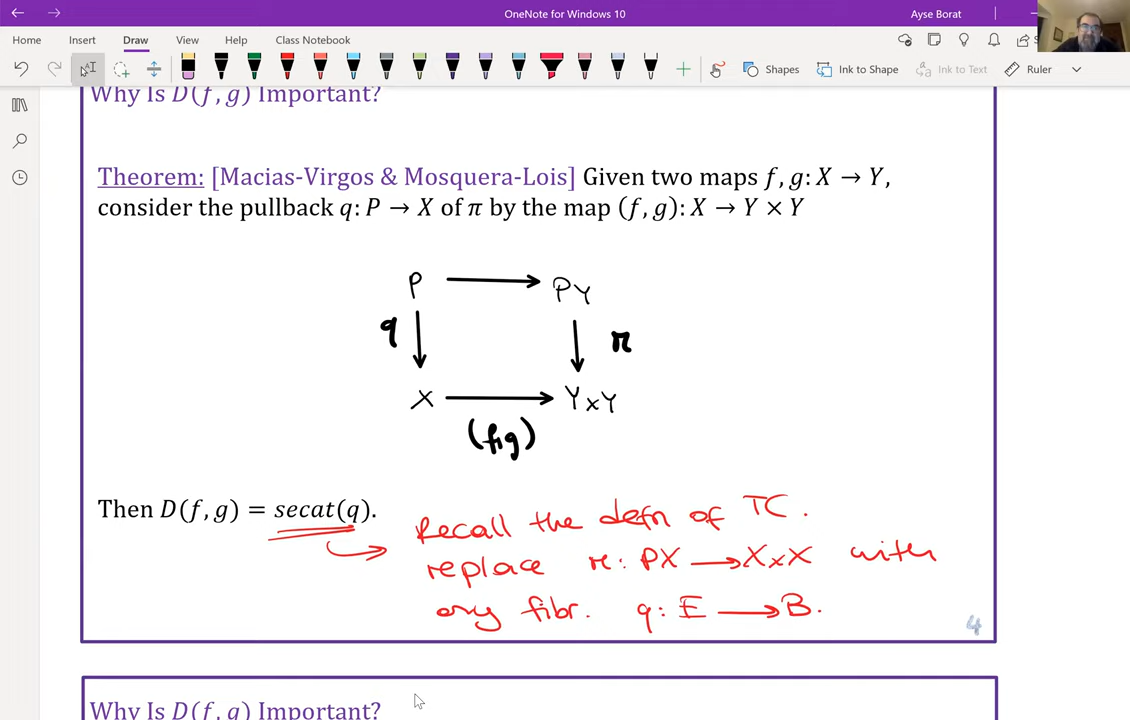 OneNote for Windows 10
Ayse Borat
Home Insert Draw View Help Class Notebook
Shapes Ink to Shape Ink to Text Ruler
Why Is D(f, g) Important?
Theorem: [Macias-Virgos & Mosquera-Lois] Given two maps f, g: X → Y,
consider the pullback q: P → X of π by the map (f, g): X → Y × Y
P → PY
q π
X → Y×Y
(f,g)
Then D(f, g) = secat(q).
Recall the defn of TC.
replace π: PX → X×X with
any fibr. q: E → B.
4
Why Is D(f, g) Important?